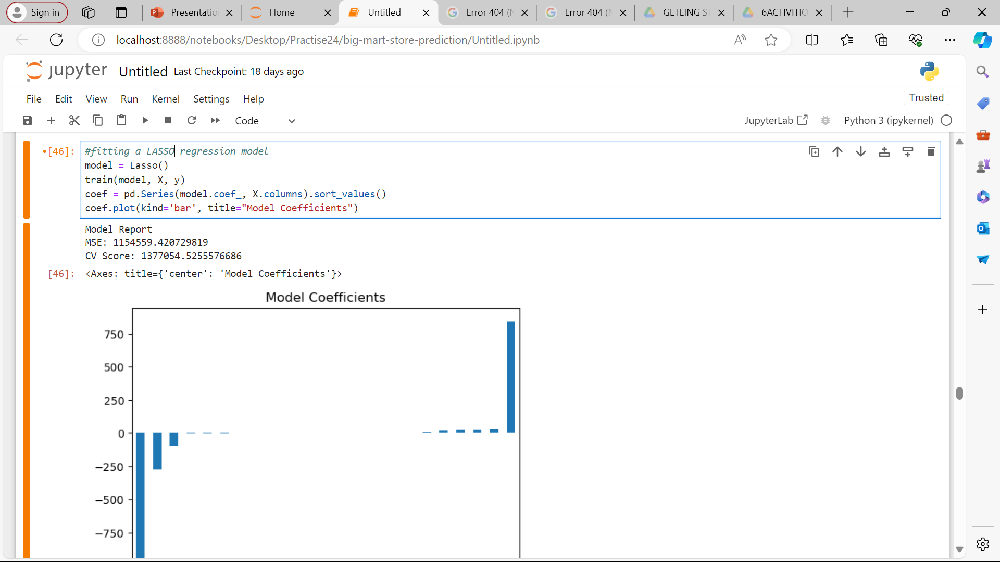 Sign in
Presentatio
Home
Untitled
Error 404 (N
Error 404 (N
GETEING ST
6ACTIVITIO
localhost:8888/notebooks/Desktop/Practise24/big-mart-store-prediction/Untitled.ipynb
jupyter Untitled Last Checkpoint: 18 days ago
File Edit View Run Kernel Settings Help
Trusted
Code
JupyterLab
Python 3 (ipykernel)
[46]:
#fitting a LASSO regression model
model = Lasso()
train(model, X, y)
coef = pd.Series(model.coef_, X.columns).sort_values()
coef.plot(kind='bar', title="Model Coefficients")
Model Report
MSE: 1154559.420729819
CV Score: 1377054.5255576686
[46]: <Axes: title={'center': 'Model Coefficients'}>
Model Coefficients
750
500
250
0
−250
−500
−750